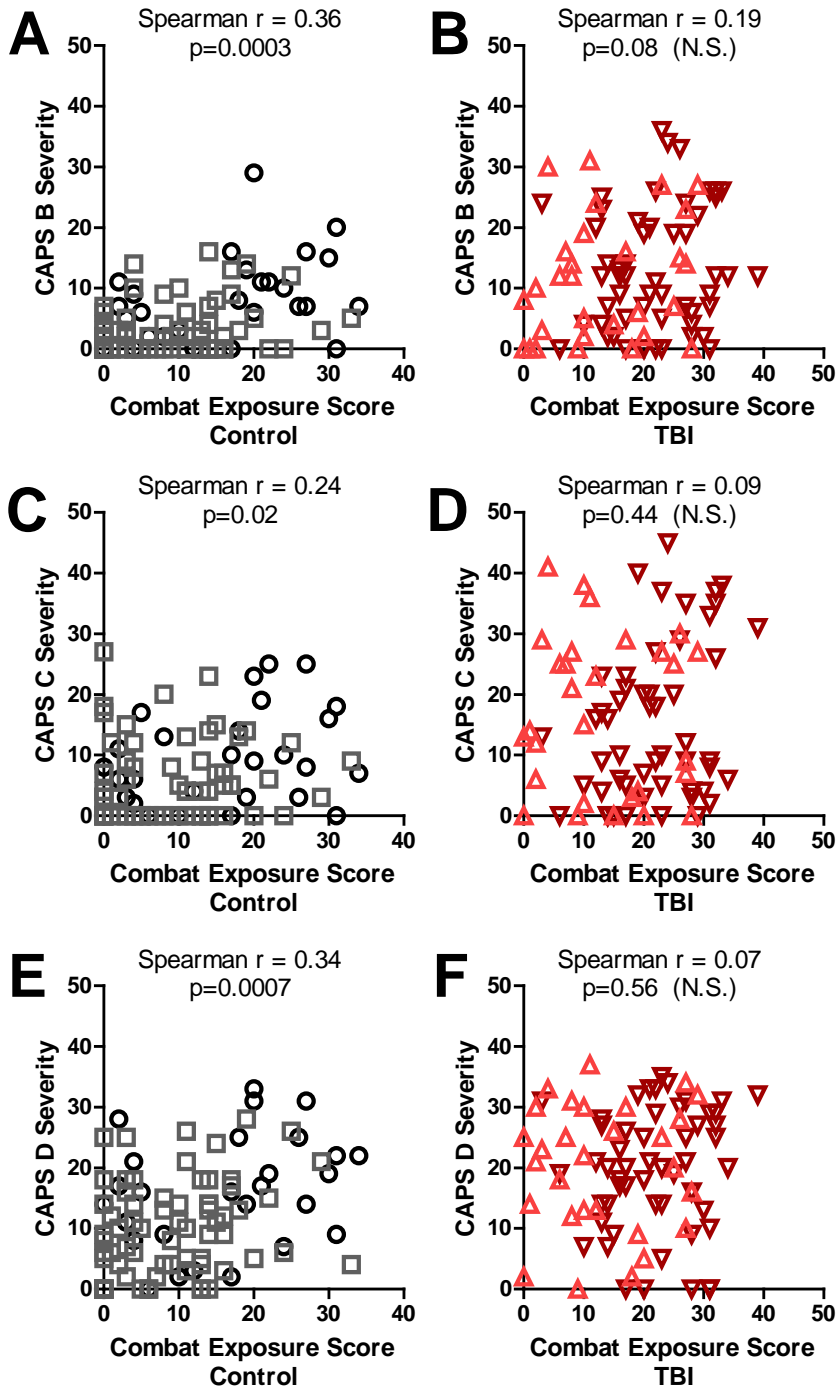 A
Spearman r = 0.36
p=0.0003
CAPS B Severity
50
40
30
20
10
0
0 10 20 30 40
Combat Exposure Score
Control
B
Spearman r = 0.19
p=0.08 (N.S.)
CAPS B Severity
50
40
30
20
10
0
0 10 20 30 40 50
Combat Exposure Score
TBI
C
Spearman r = 0.24
p=0.02
CAPS C Severity
50
40
30
20
10
0
0 10 20 30 40
Combat Exposure Score
Control
D
Spearman r = 0.09
p=0.44 (N.S.)
CAPS C Severity
50
40
30
20
10
0
0 10 20 30 40 50
Combat Exposure Score
TBI
E
Spearman r = 0.34
p=0.0007
CAPS D Severity
50
40
30
20
10
0
0 10 20 30 40
Combat Exposure Score
Control
F
Spearman r = 0.07
p=0.56 (N.S.)
CAPS D Severity
50
40
30
20
10
0
0 10 20 30 40 50
Combat Exposure Score
TBI